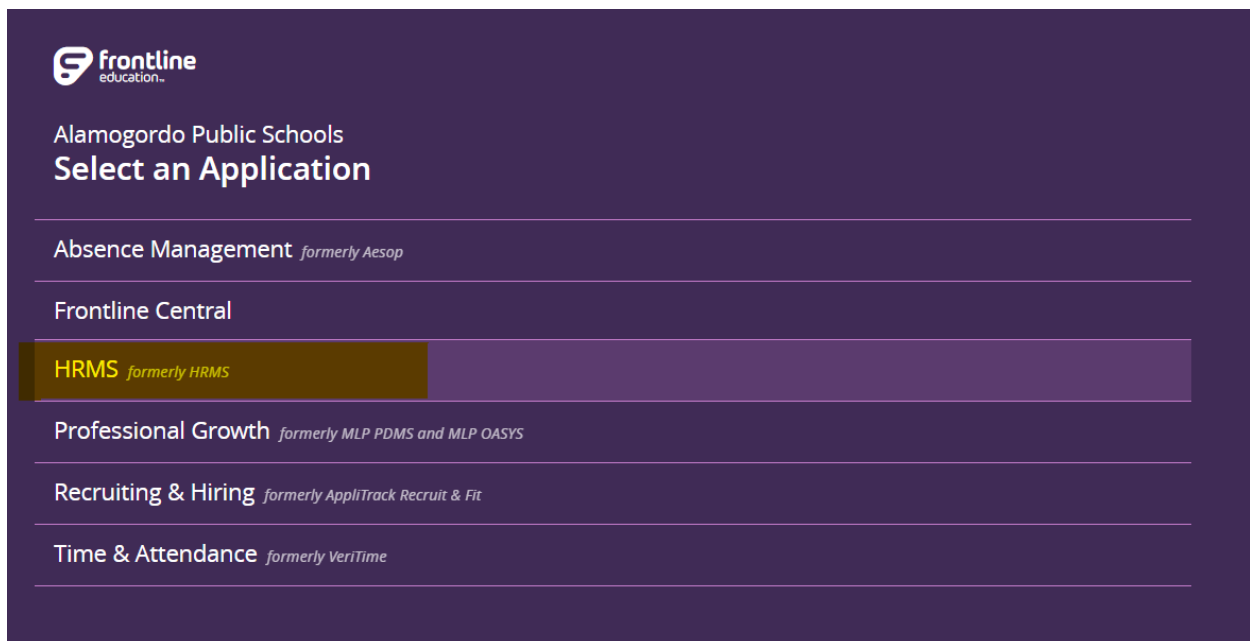 frontline
education™
Alamogordo Public Schools
Select an Application
Absence Management formerly Aesop
Frontline Central
HRMS formerly HRMS
Professional Growth formerly MLP PDMS and MLP OASYS
Recruiting & Hiring formerly AppliTrack Recruit & Fit
Time & Attendance formerly VeriTime